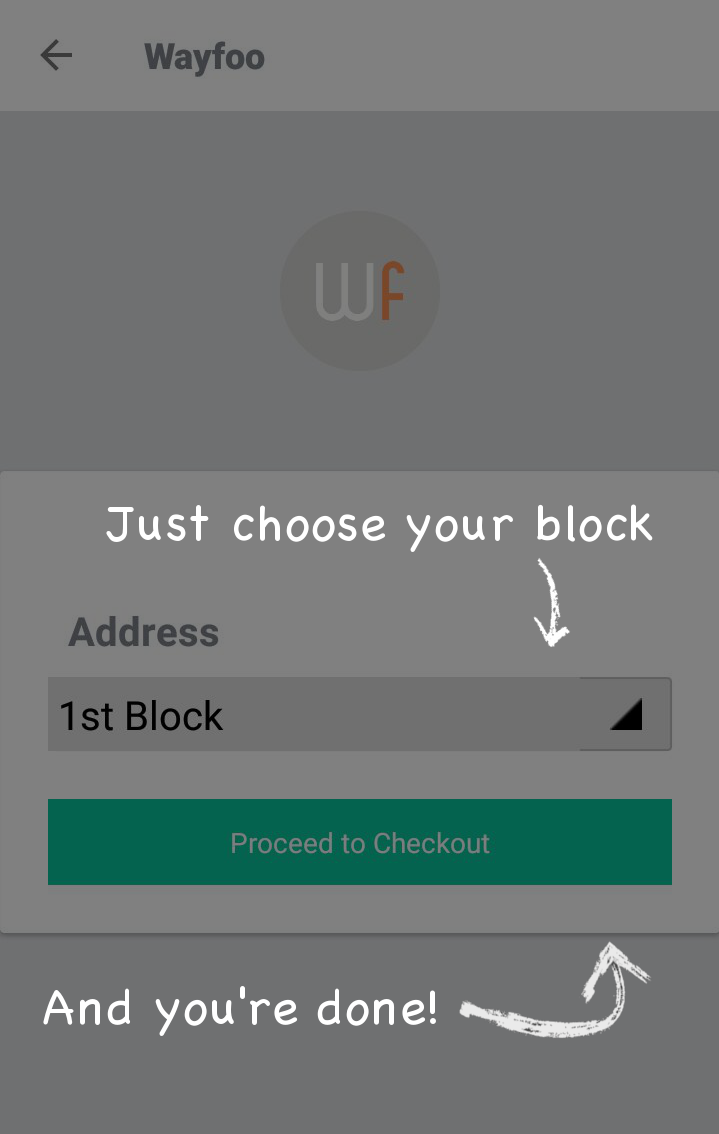 Wayfoo
Wf
Just choose your block
Address
1st Block
Proceed to Checkout
And you're done!